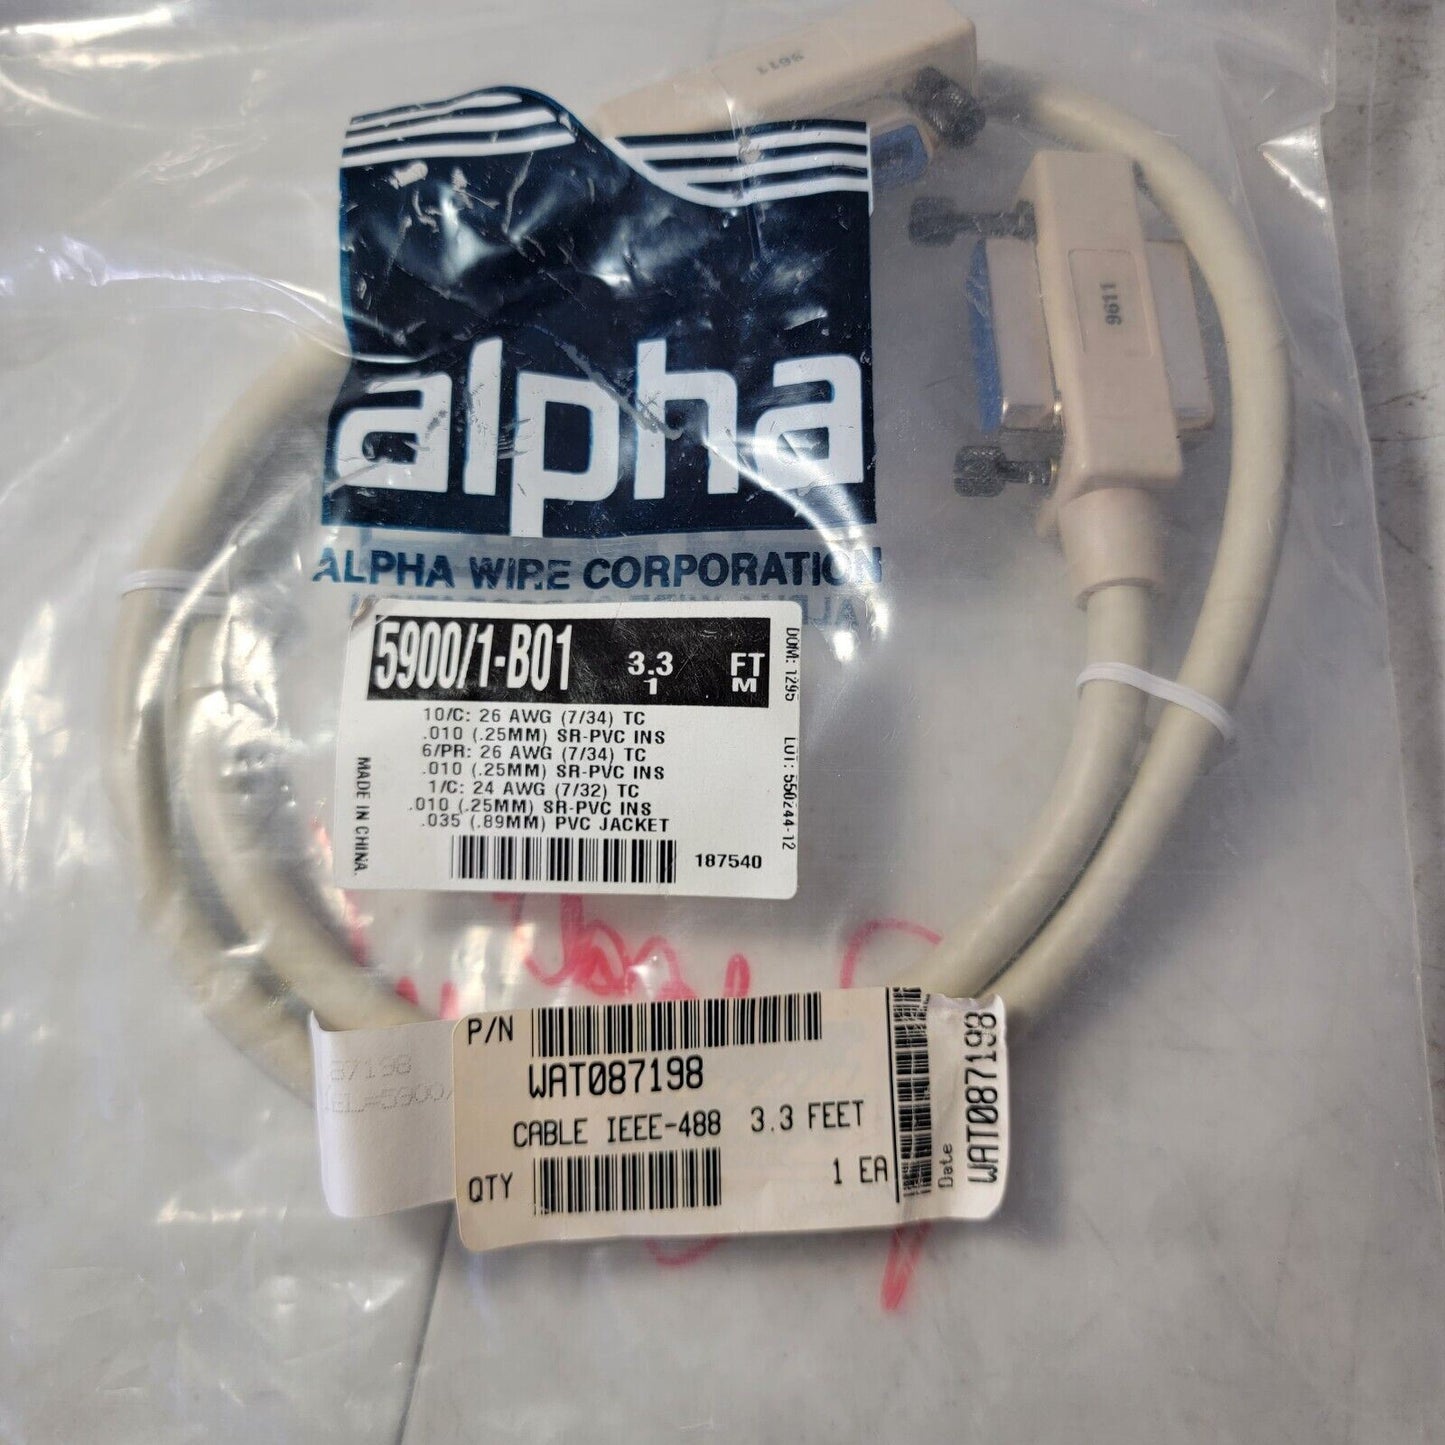 9611
9611
alpha
ALPHA WIRE CORPORATION
5900/1-B01 3.3 FT
1 M
10/C: 26 AWG (7/34) TC
.010 (.25MM) SR-PVC INS
6/PR: 26 AWG (7/34) TC
.010 (.25MM) SR-PVC INS
1/C: 24 AWG (7/32) TC
.010 (.25MM) SR-PVC INS
.035 (.89MM) PVC JACKET
187540
MADE IN CHINA.
DOM: 1295 LOT: 550244-12
87198
P/N
WAT087198
CABLE IEEE-488 3.3 FEET
QTY 1 EA
Date
WAT087198